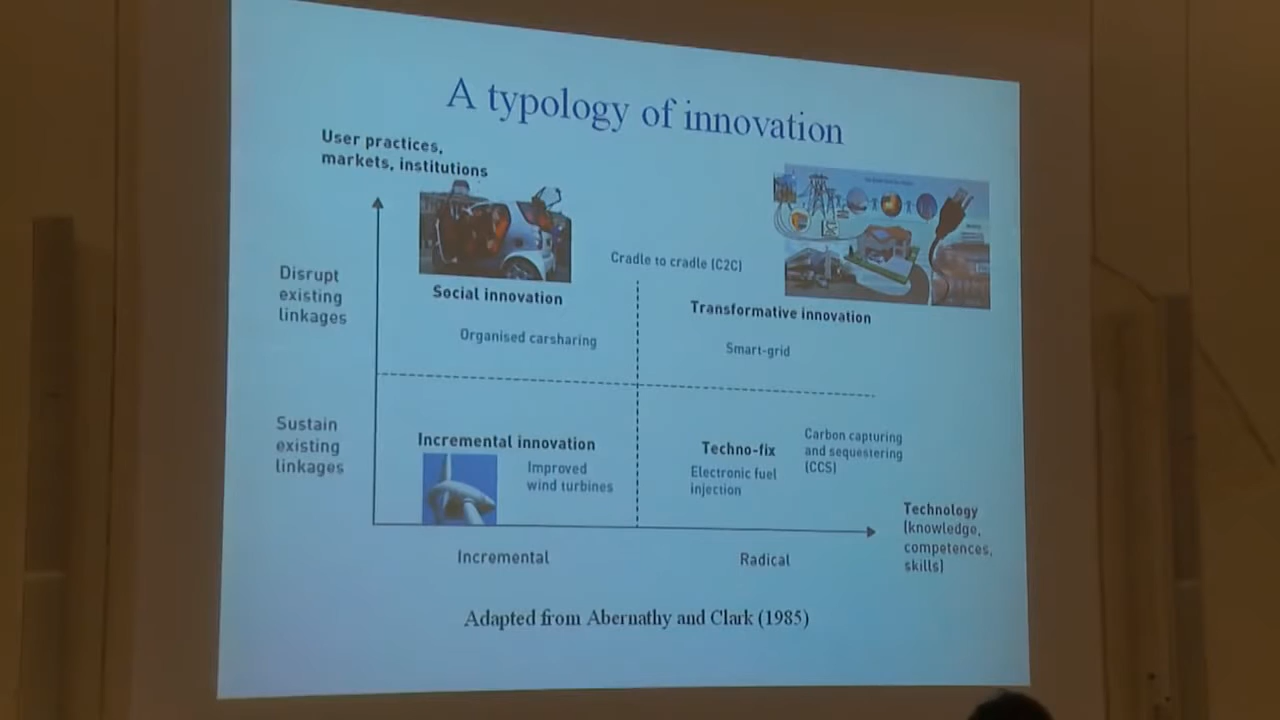 A typology of innovation
User practices,
markets, institutions
Cradle to cradle (C2C)
Disrupt
existing
linkages
Social innovation
Organised carsharing
Transformative innovation
Smart-grid
Sustain
existing
linkages
Incremental innovation
Improved
wind turbines
Techno-fix
Electronic fuel
injection
Carbon capturing
and sequestering
(CCS)
Technology
(knowledge,
competences,
skills)
Incremental
Radical
Adapted from Abernathy and Clark (1985)